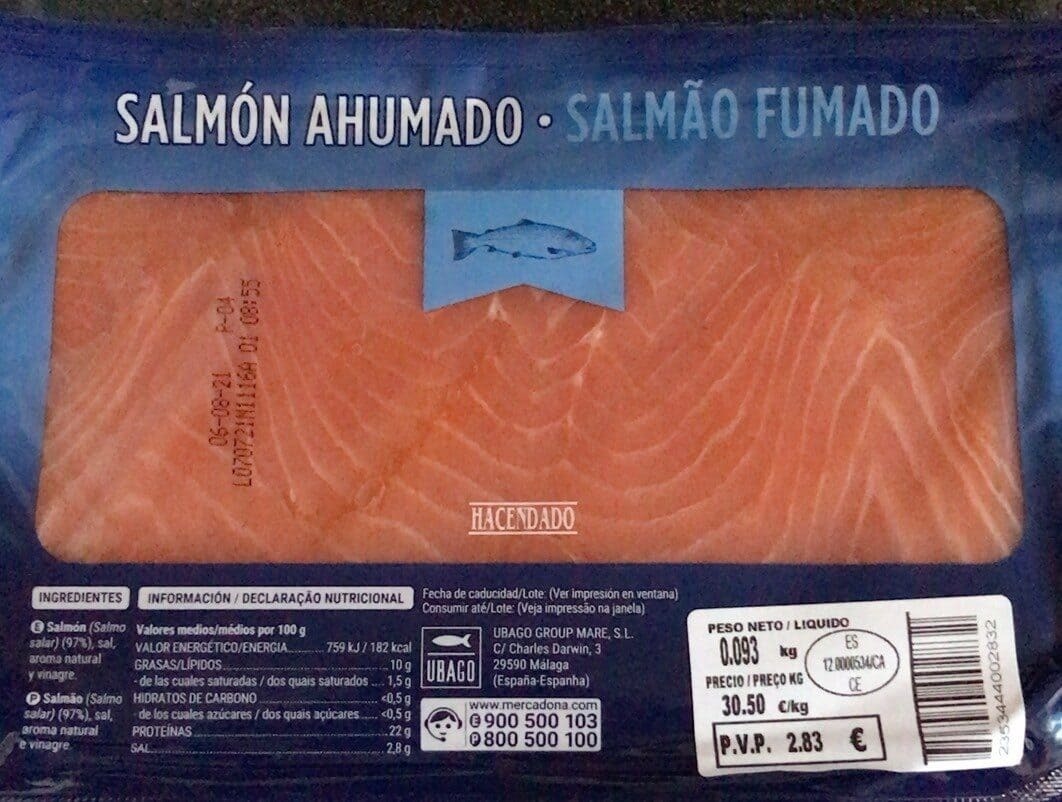 SALMÓN AHUMADO · SALMÃO FUMADO
06-08-21 P-04
L070721M1116A 01 08:55
HACENDADO
INGREDIENTES
E Salmón (Salmo
salar) (97%), sal,
aroma natural
y vinagre.
P Salmão (Salmo
salar) (97%), sal,
aroma natural
e vinagre
INFORMACIÓN / DECLARAÇÃO NUTRICIONAL
Valores medios/médios por 100 g
VALOR ENERGÉTICO/ENERGIA 759 kJ / 182 kcal
GRASAS/LÍPIDOS 10 g
- de las cuales saturadas / dos quais saturados 1,5 g
HIDRATOS DE CARBONO <0,5 g
- de los cuales azúcares / dos quais açúcares <0,5 g
PROTEÍNAS 22 g
SAL 2,8 g
Fecha de caducidad/Lote: (Ver impresión en ventana)
Consumir até/Lote: (Veja impressão na janela)
UBAGO
UBAGO GROUP MARE, S.L.
C/ Charles Darwin, 3
29590 Málaga
(España-Espanha)
www.mercadona.com
E 900 500 103
P 800 500 100
PESO NETO / LIQUIDO
0.093 kg
ES
12.0000534/CA
CE
PRECIO / PREÇO KG
30.50 €/kg
P.V.P. 2.83 €
2353444002832